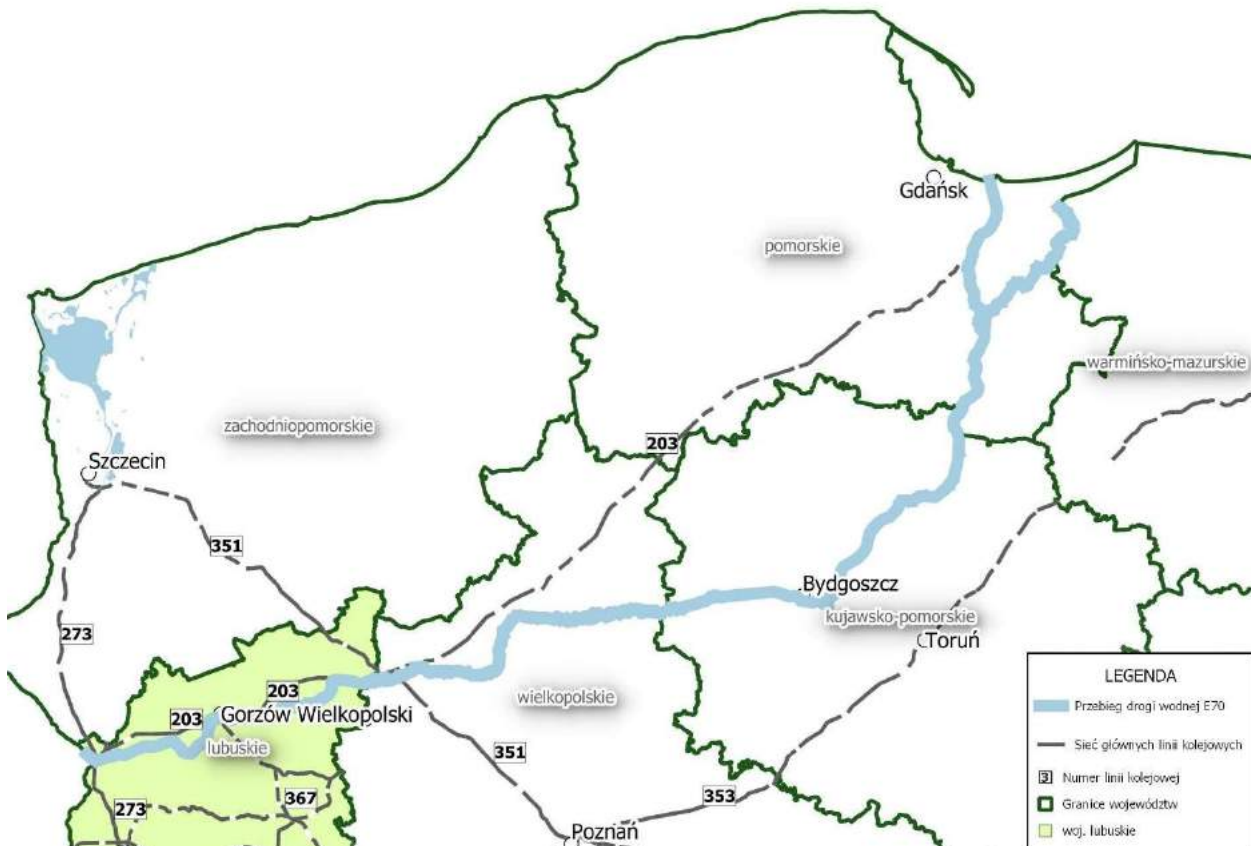 Gdańsk
pomorskie
warmińsko-mazurskie
zachodniopomorskie
203
Szczecin
351
Bydgoszcz
kujawsko-pomorskie
273
Toruń
LEGENDA
203
wielkopolskie
Przebieg drogi wodnej E70
203
Gorzów Wielkopolski
lubuskie
351
Sieć głównych linii kolejowych
3 Numer linii kolejowej
273
367
353
Granice województw
Poznań
woj. lubuskie